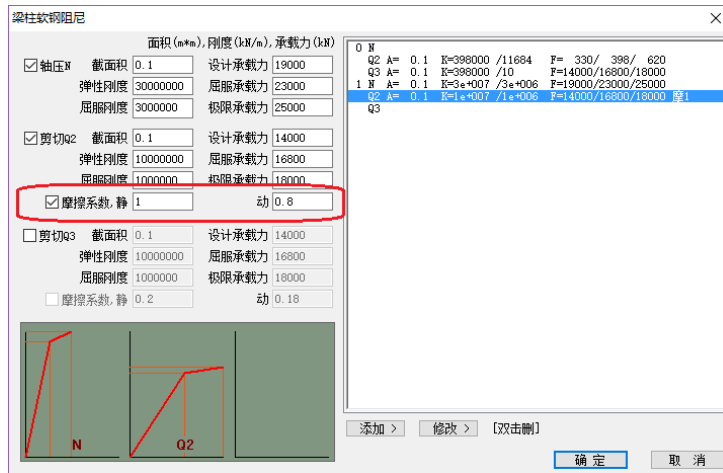 梁柱软钢阻尼
面积(m*m),刚度(kN/m),承载力(kN)
轴压N 截面积 0.1 设计承载力 19000
弹性刚度 30000000 屈服承载力 23000
屈服刚度 3000000 极限承载力 25000
剪切Q2 截面积 0.1 设计承载力 14000
弹性刚度 10000000 屈服承载力 16800
屈服刚度 1000000 极限承载力 18000
摩擦系数,静 1 动 0.8
剪切Q3 截面积 0.1 设计承载力 14000
弹性刚度 10000000 屈服承载力 16800
屈服刚度 1000000 极限承载力 18000
摩擦系数,静 0.2 动 0.18
N Q2
0 N
Q2 A= 0.1 K=398000 /11684 F= 330/ 398/ 620
Q3 A= 0.1 K=398000 /10 F=14000/16800/18000
1 N A= 0.1 K=3e+007 /3e+006 F=19000/23000/25000
Q2 A= 0.1 K=1e+007 /1e+006 F=14000/16800/18000 摩1
Q3
添加 > 修改 > [双击删]
确 定 取 消